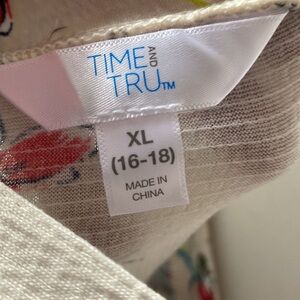 TIME AND
TRU™
XL
(16-18)
MADE IN
CHINA